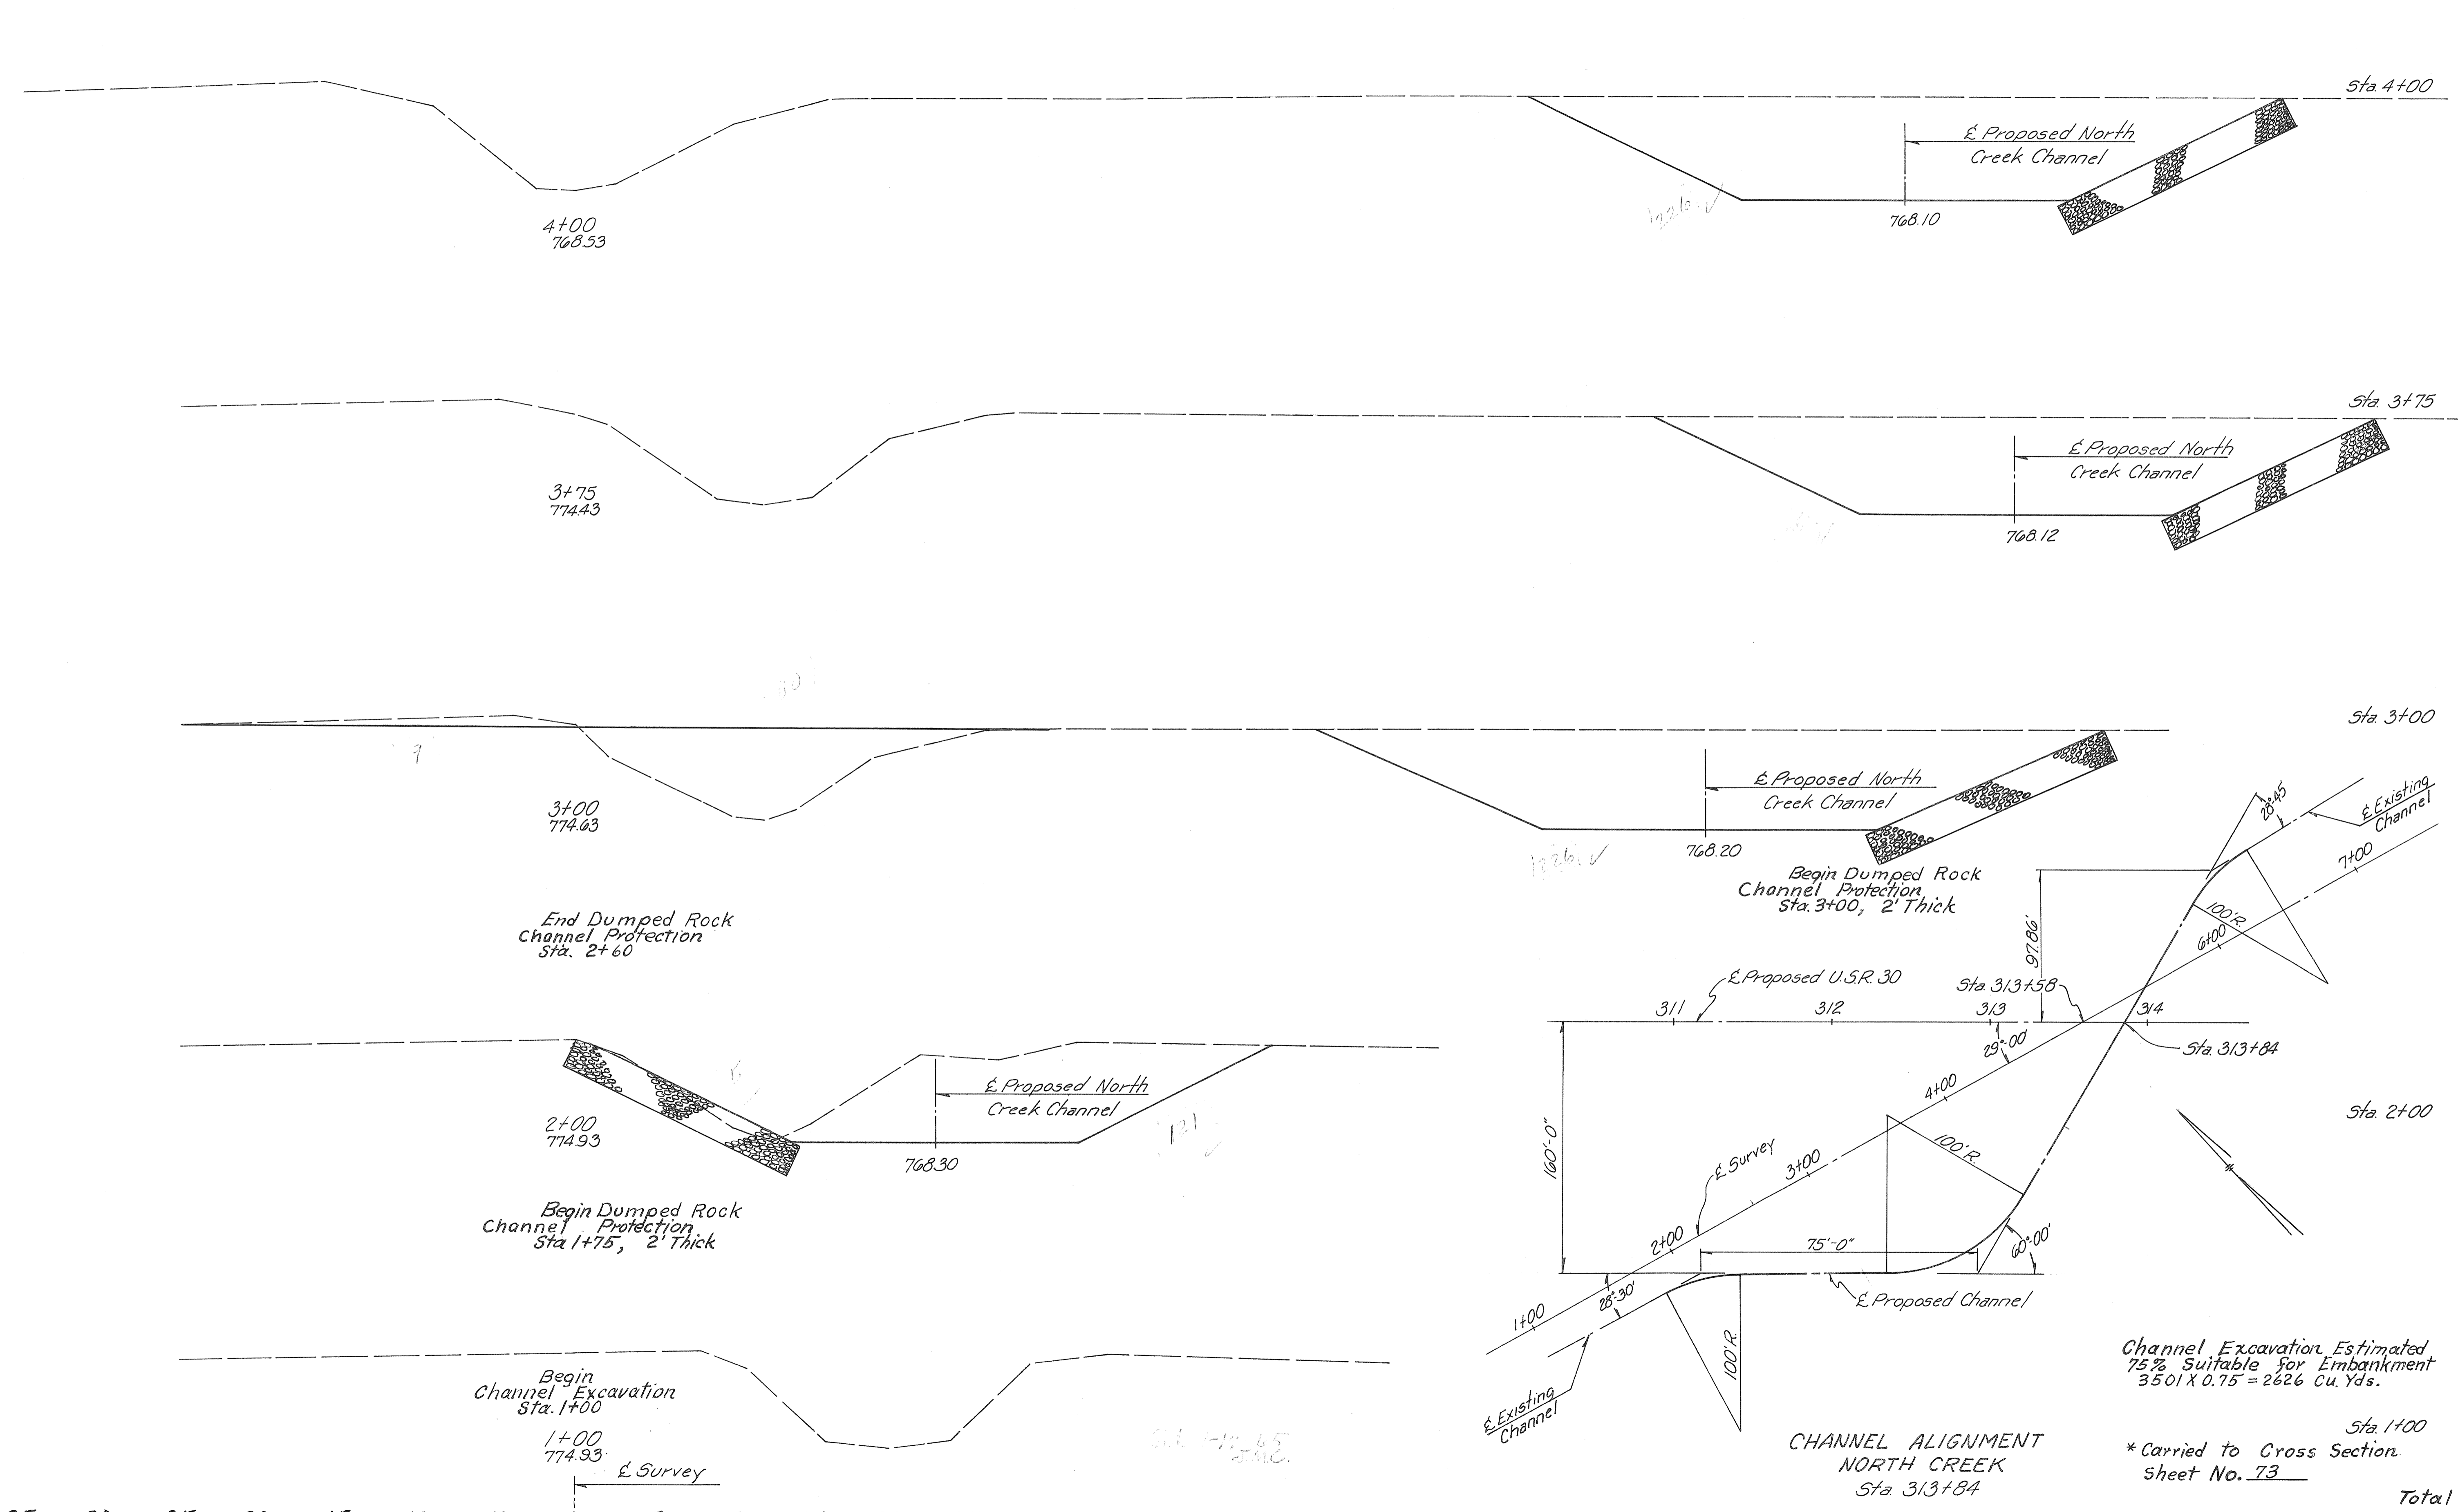 Sta. 4+00
℄ Proposed North
Creek Channel
768.10
4+00
768.53
1226 ✓
Sta. 3+75
℄ Proposed North
Creek Channel
768.12
3+75
774.43
Sta. 3+00
9
℄ Proposed North
Creek Channel
768.20
3+00
774.63
1226 ✓
Begin Dumped Rock
Channel Protection
Sta. 3+00, 2' Thick
End Dumped Rock
Channel Protection
Sta. 2+60
℄ Proposed North
Creek Channel
768.30
2+00
774.93
121
Sta. 2+00
Begin Dumped Rock
Channel Protection
Sta 1+75, 2' Thick
Begin
Channel Excavation
Sta. 1+00
1+00
774.93
℄ Survey
28°45'
℄ Existing
Channel
7+00
100'R.
6+00
97.86'
℄ Proposed U.S.R. 30
Sta. 313+58
311
312
313
314
29°-00'
Sta. 313+84
4+00
160'-0"
100'R.
℄ Survey
3+00
2+00
75'-0"
60°-00'
28°-30'
1+00
℄ Proposed Channel
100'R.
℄ Existing
Channel
CHANNEL ALIGNMENT
NORTH CREEK
Sta. 313+84
Channel Excavation Estimated
75% Suitable for Embankment
3501 X 0.75 = 2626 Cu. Yds.
Sta. 1+00
* Carried to Cross Section
Sheet No. 73
Total